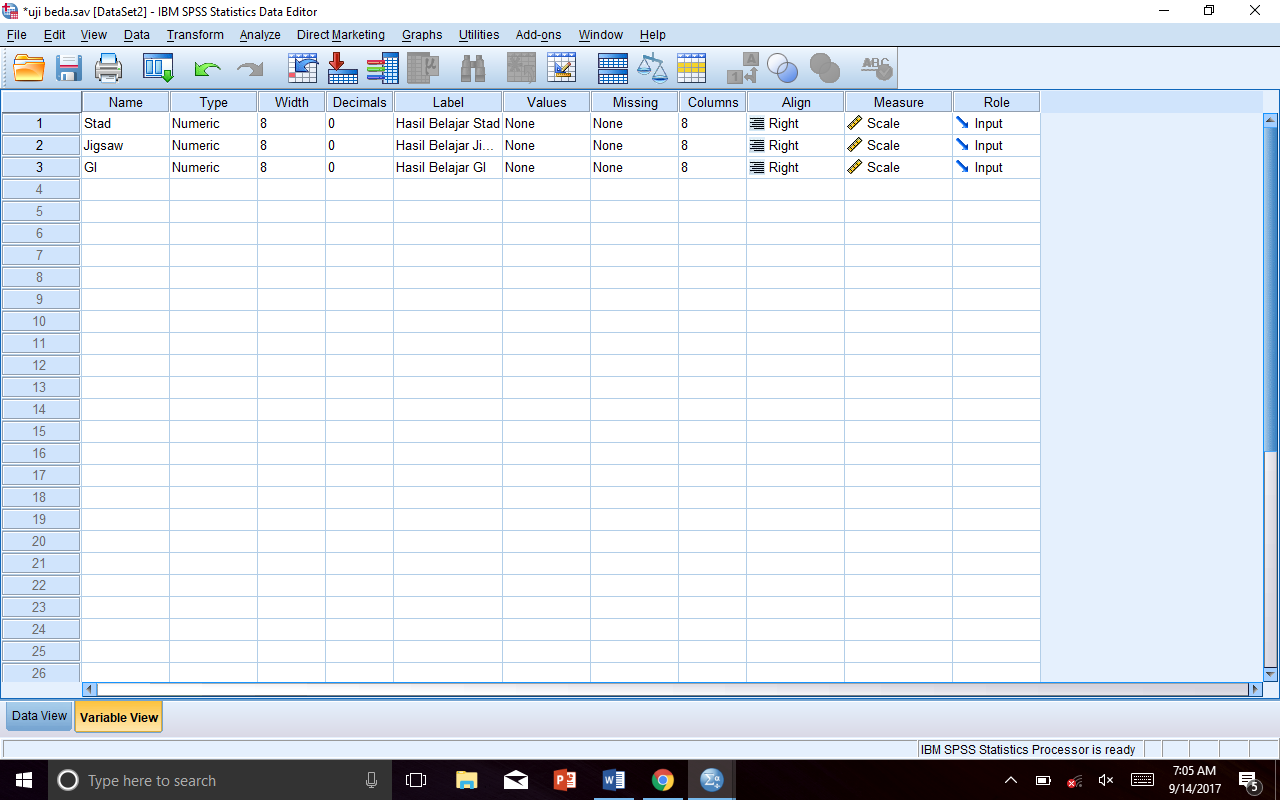 *uji beda.sav [DataSet2] - IBM SPSS Statistics Data Editor
File Edit View Data Transform Analyze Direct Marketing Graphs Utilities Add-ons Window Help
Name Type Width Decimals Label Values Missing Columns Align Measure Role
1 Stad Numeric 8 0 Hasil Belajar Stad None None 8 Right Scale Input
2 Jigsaw Numeric 8 0 Hasil Belajar Ji... None None 8 Right Scale Input
3 GI Numeric 8 0 Hasil Belajar GI None None 8 Right Scale Input
4
5
6
7
8
9
10
11
12
13
14
15
16
17
18
19
20
21
22
23
24
25
26
Data View Variable View
IBM SPSS Statistics Processor is ready
Type here to search
7:05 AM
9/14/2017
5